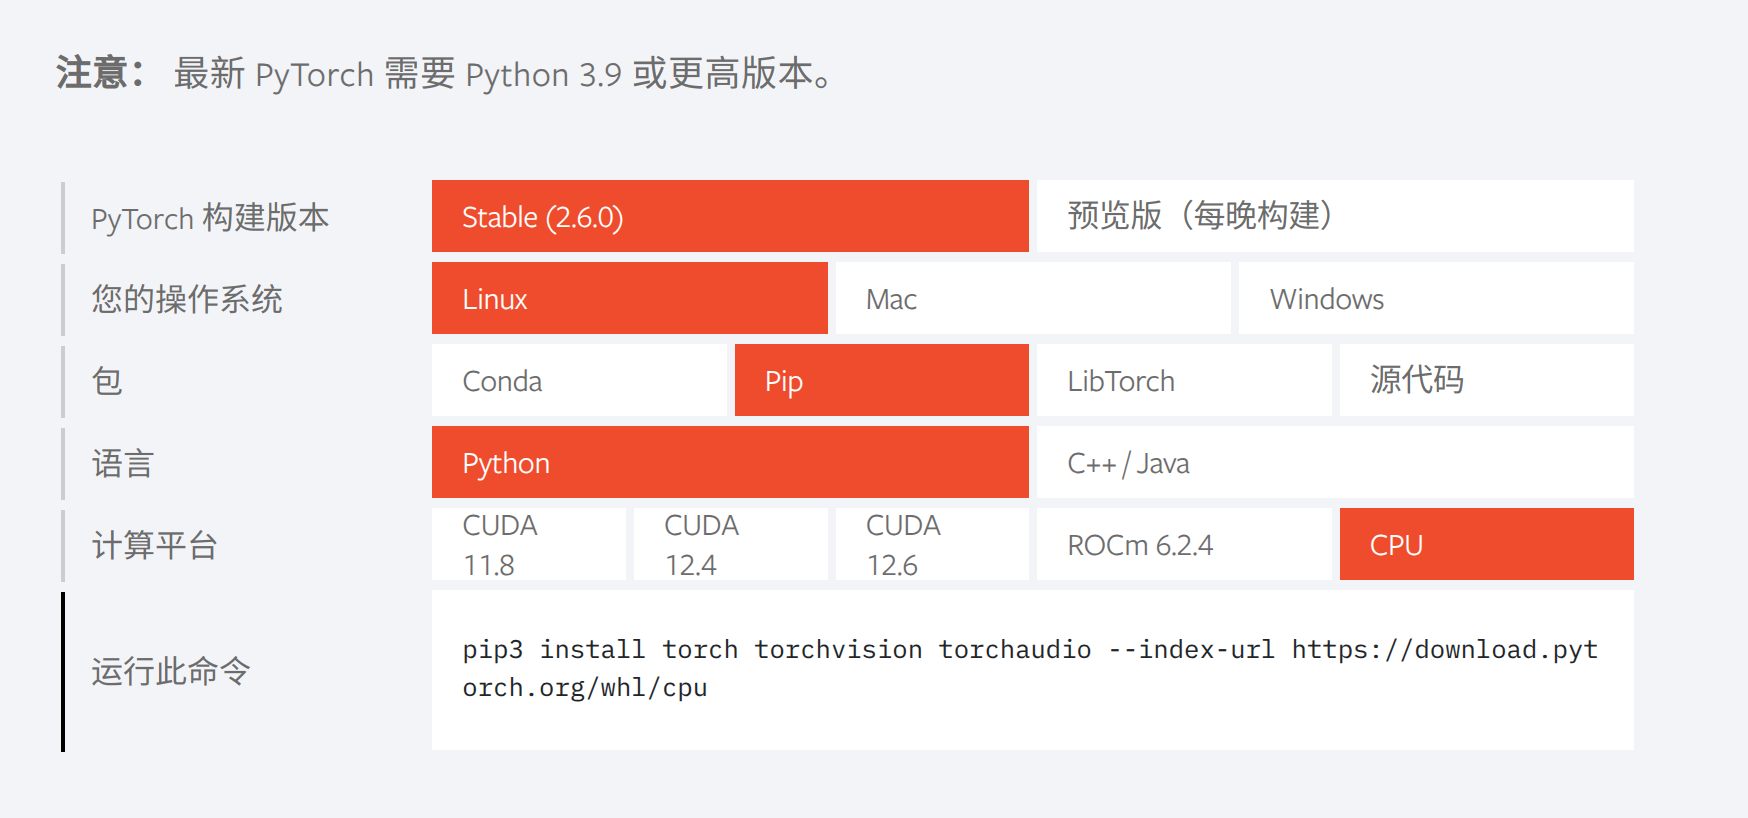 注意： 最新 PyTorch 需要 Python 3.9 或更高版本。
PyTorch 构建版本
Stable (2.6.0)
预览版（每晚构建）
您的操作系统
Linux
Mac
Windows
包
Conda
Pip
LibTorch
源代码
语言
Python
C++ / Java
计算平台
CUDA
11.8
CUDA
12.4
CUDA
12.6
ROCm 6.2.4
CPU
运行此命令
pip3 install torch torchvision torchaudio --index-url https://download.pyt
orch.org/whl/cpu